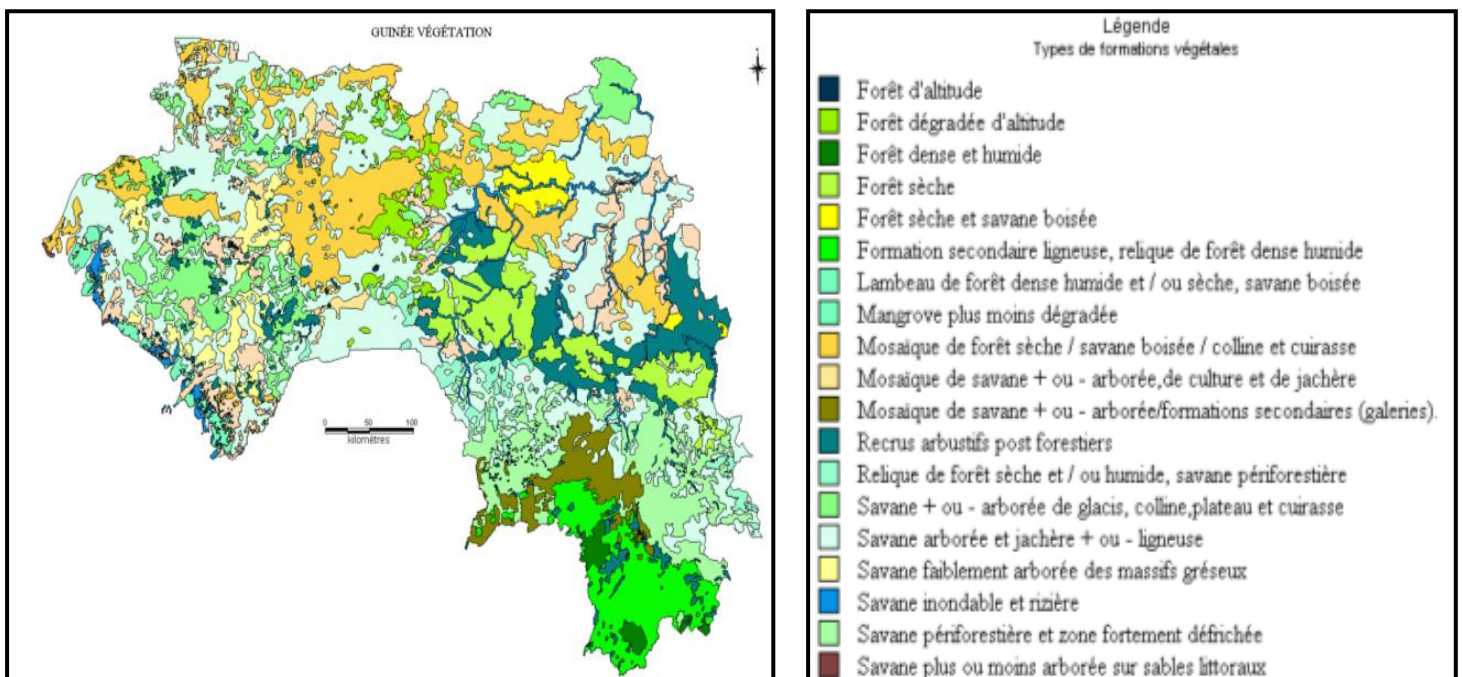 GUINÉE VÉGÉTATION
0 50 100
kilomètres
Légende
Types de formations végétales
Forêt d'altitude
Forêt dégradée d'altitude
Forêt dense et humide
Forêt sèche
Forêt sèche et savane boisée
Formation secondaire ligneuse, relique de forêt dense humide
Lambeau de forêt dense humide et / ou sèche, savane boisée
Mangrove plus moins dégradée
Mosaïque de forêt sèche / savane boisée / colline et cuirasse
Mosaïque de savane + ou - arborée,de culture et de jachère
Mosaïque de savane + ou - arborée/formations secondaires (galeries).
Recrus arbustifs post forestiers
Relique de forêt sèche et / ou humide, savane périforestière
Savane + ou - arborée de glacis, colline,plateau et cuirasse
Savane arborée et jachère + ou - ligneuse
Savane faiblement arborée des massifs gréseux
Savane inondable et rizière
Savane périforestière et zone fortement défrichée
Savane plus ou moins arborée sur sables littoraux